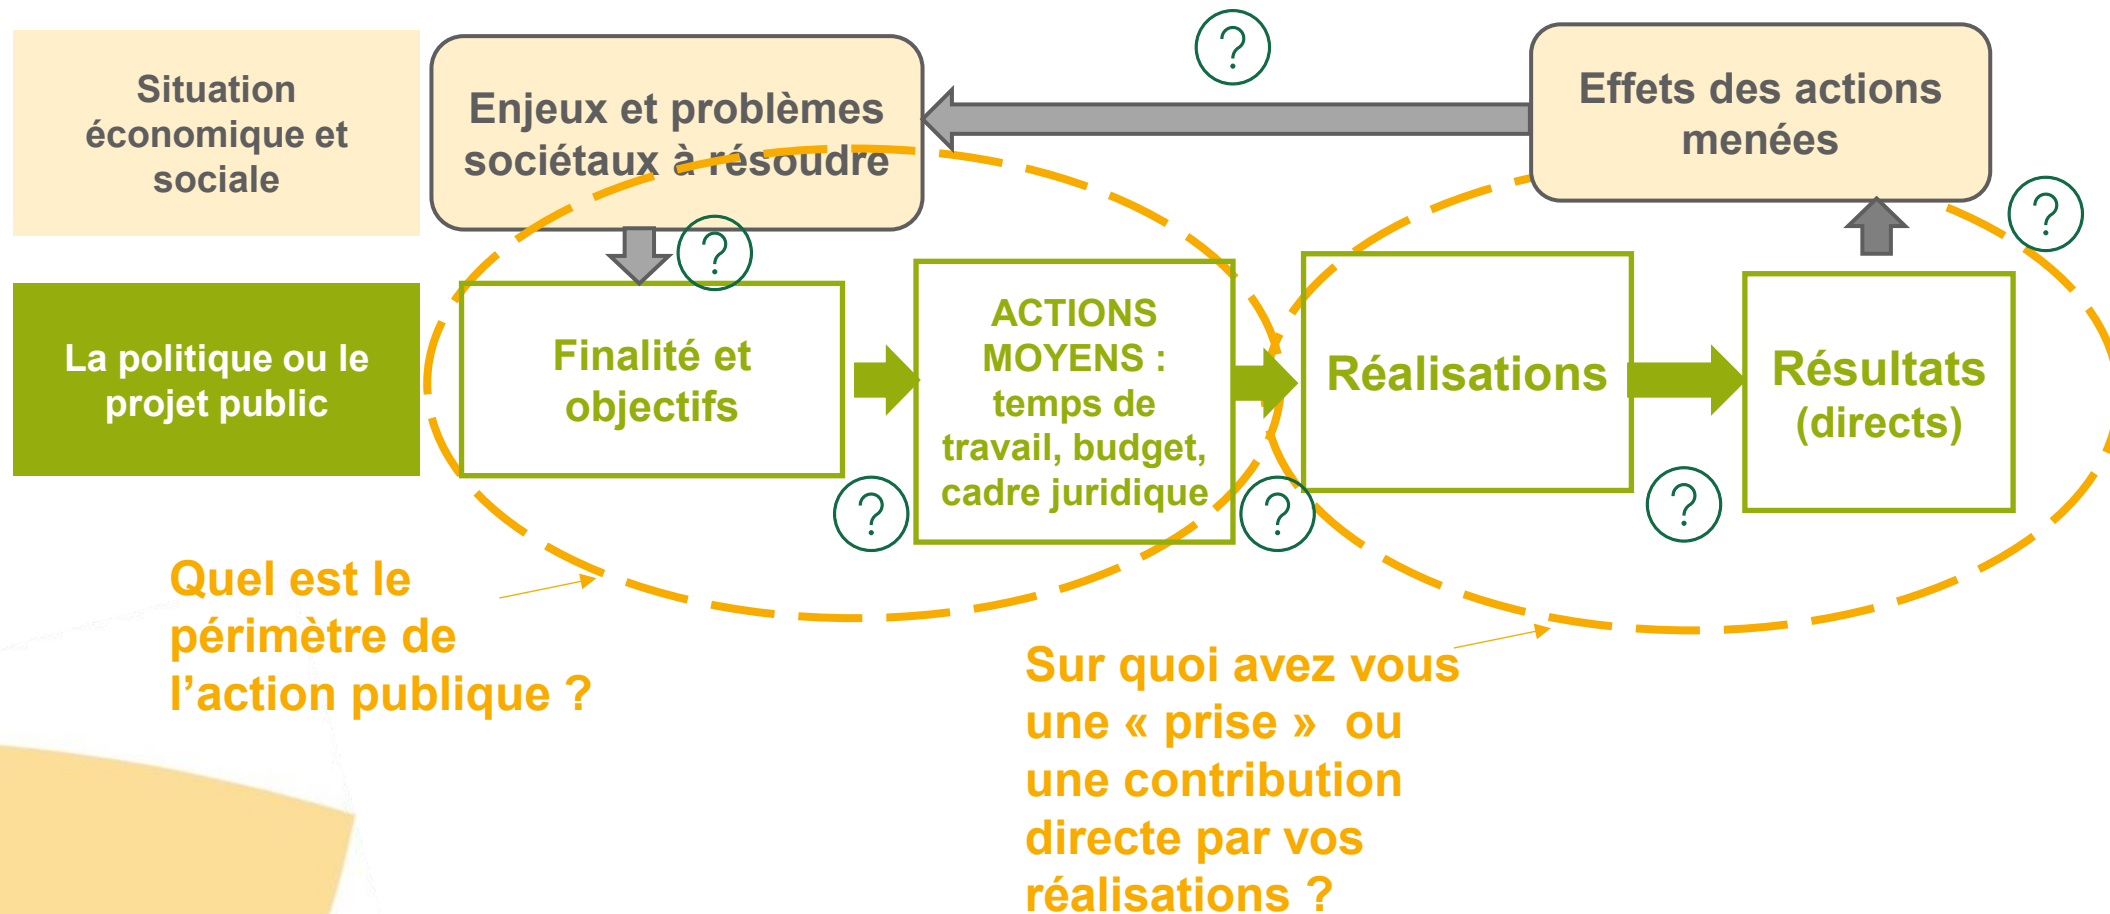 Situation
économique et
sociale
Enjeux et problèmes
sociétaux à résoudre
?
Effets des actions
menées
?
?
La politique ou le
projet public
Finalité et
objectifs
ACTIONS
MOYENS :
temps de
travail, budget,
cadre juridique
Réalisations
Résultats
(directs)
?
?
?
Quel est le
périmètre de
l’action publique ?
Sur quoi avez vous
une « prise »  ou
une contribution
directe par vos
réalisations ?